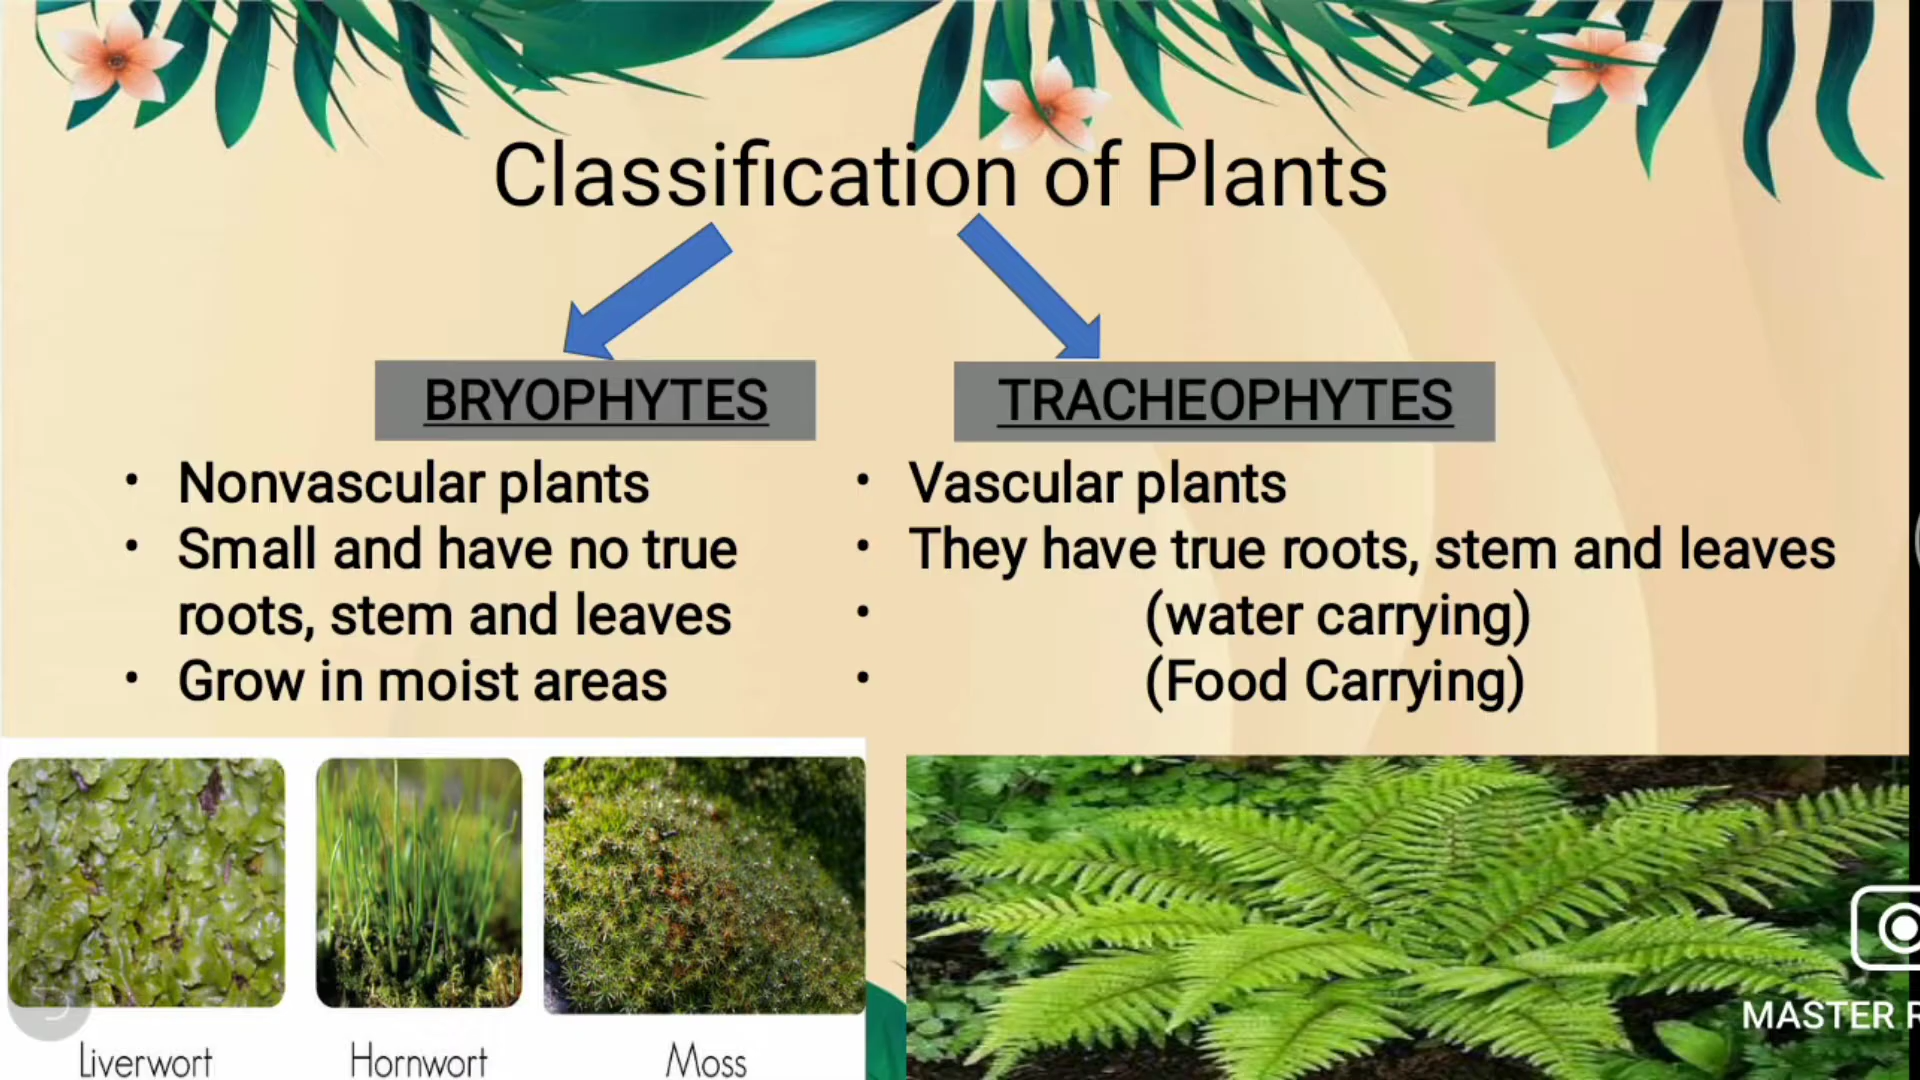 Classification of Plants
BRYOPHYTES
• Nonvascular plants
• Small and have no true
roots, stem and leaves
• Grow in moist areas
TRACHEOPHYTES
• Vascular plants
• They have true roots, stem and leaves
• (water carrying)
• (Food Carrying)
Liverwort
Hornwort
Moss
MASTER R